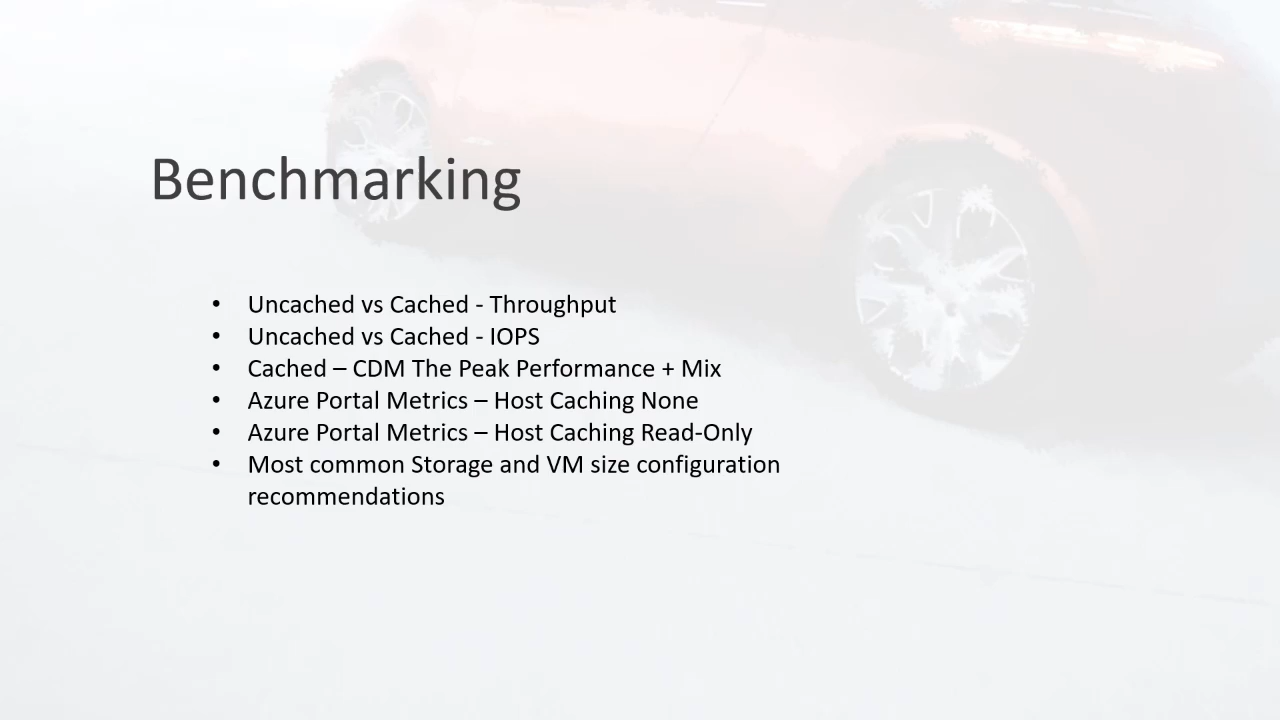 Benchmarking
• Uncached vs Cached - Throughput
• Uncached vs Cached - IOPS
• Cached – CDM The Peak Performance + Mix
• Azure Portal Metrics – Host Caching None
• Azure Portal Metrics – Host Caching Read-Only
• Most common Storage and VM size configuration
recommendations